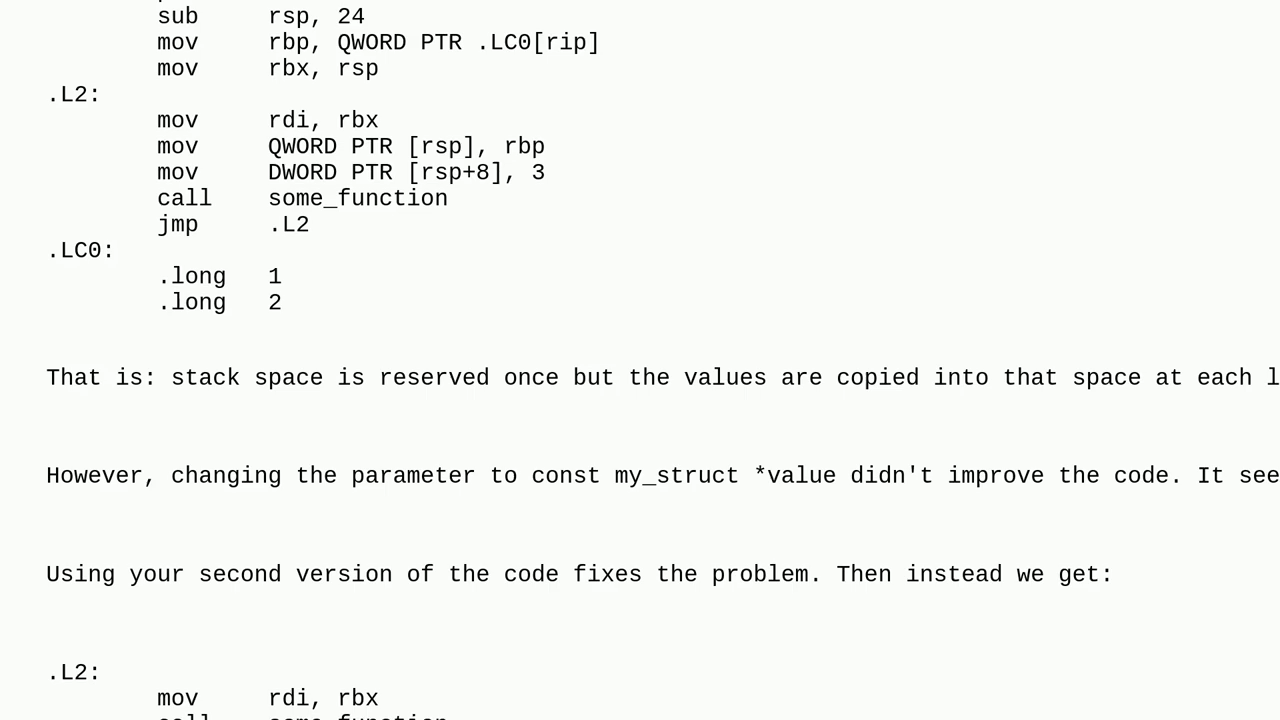 sub rsp, 24
mov rbp, QWORD PTR .LC0[rip]
mov rbx, rsp
.L2:
mov rdi, rbx
mov QWORD PTR [rsp], rbp
mov DWORD PTR [rsp+8], 3
call some_function
jmp .L2
.LC0:
.long 1
.long 2
That is: stack space is reserved once but the values are copied into that space at each l
However, changing the parameter to const my_struct *value didn't improve the code. It see
Using your second version of the code fixes the problem. Then instead we get:
.L2:
mov rdi, rbx
call some_function